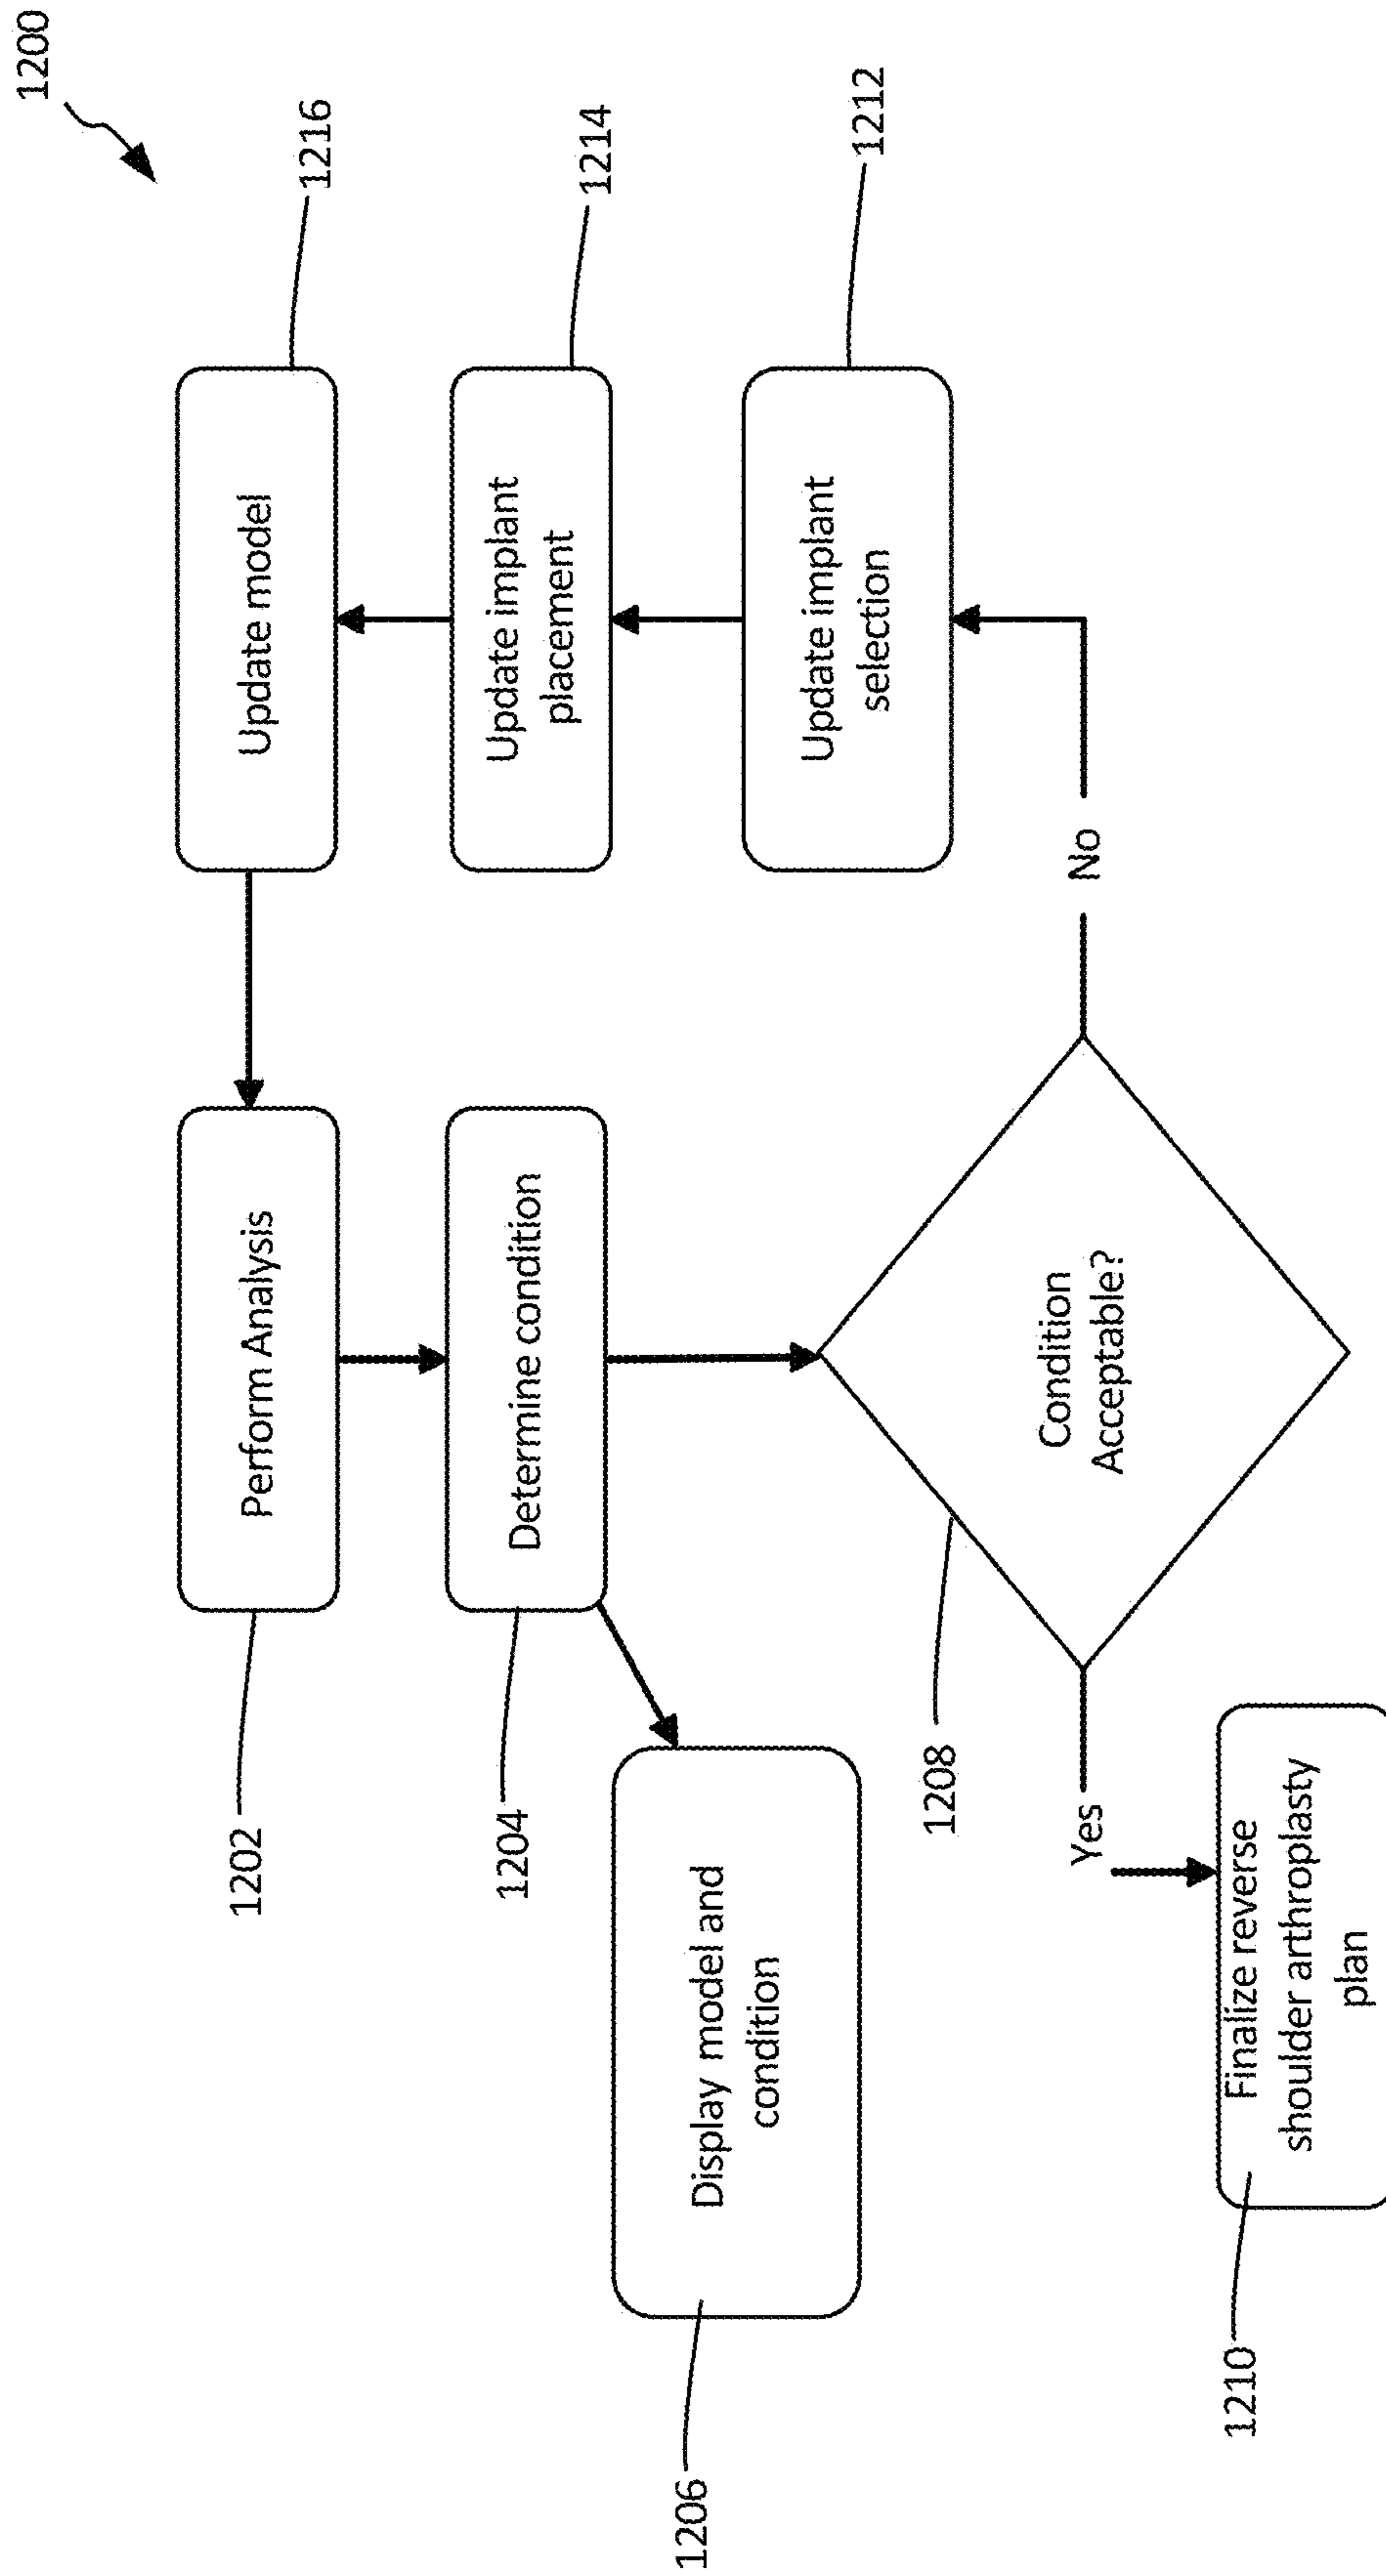 1200
1202
Perform Analysis
Update model
1216
1204
Determine condition
Update implant
placement
1214
1206
Display model and
condition
Update implant
selection
1212
1208
Condition
Acceptable?
Yes
No
1210
Finalize reverse
shoulder arthroplasty
plan